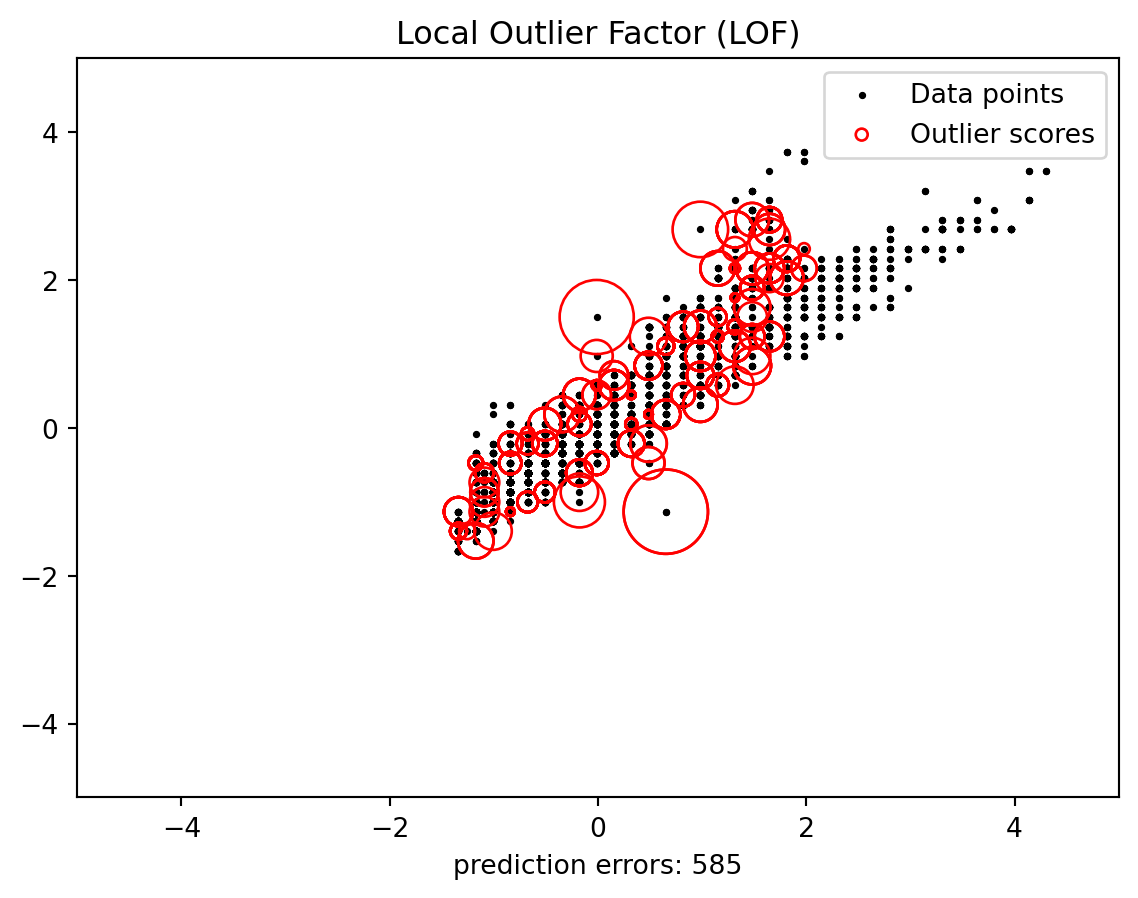 Local Outlier Factor (LOF)
Data points
Outlier scores
4
2
0
−2
−4
−4
−2
0
2
4
prediction errors: 585